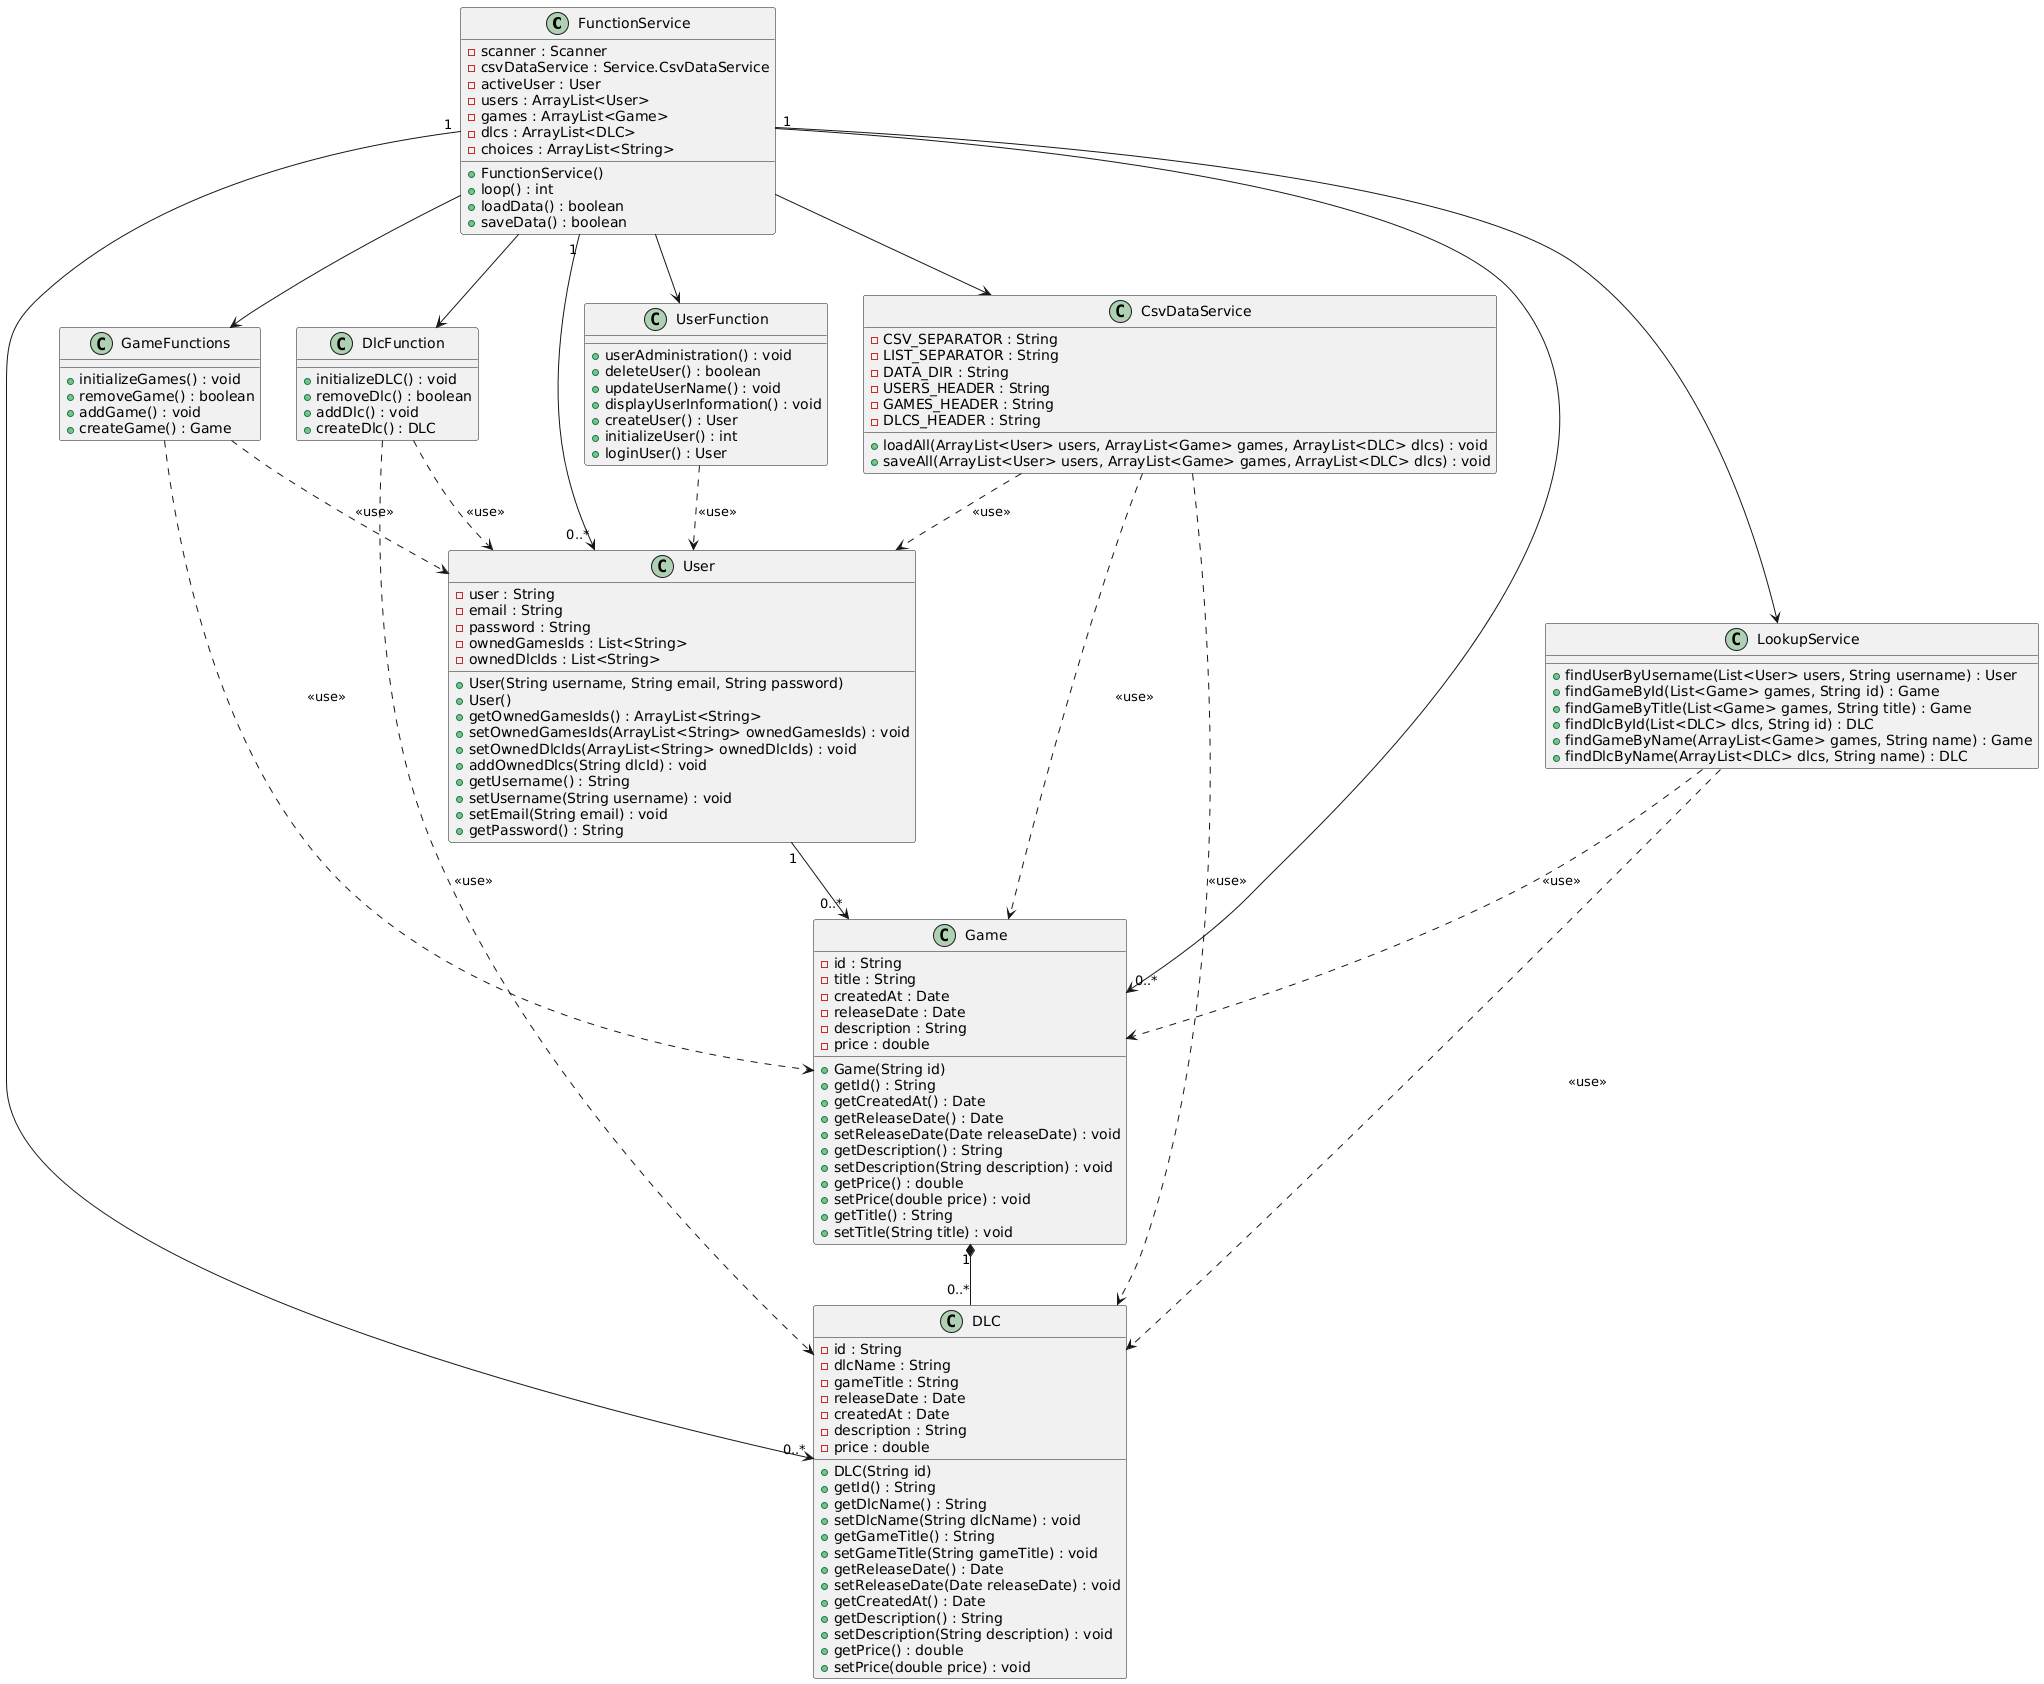 C FunctionService
scanner : Scanner
csvDataService : Service.CsvDataService
activeUser : User
users : ArrayList<User>
games : ArrayList<Game>
dlcs : ArrayList<DLC>
choices : ArrayList<String>
FunctionService()
loop() : int
loadData() : boolean
saveData() : boolean
1
1
1
C GameFunctions
initializeGames() : void
removeGame() : boolean
addGame() : void
createGame() : Game
C DlcFunction
initializeDLC() : void
removeDlc() : boolean
addDlc() : void
createDlc() : DLC
C UserFunction
userAdministration() : void
deleteUser() : boolean
updateUserName() : void
displayUserInformation() : void
createUser() : User
initializeUser() : int
loginUser() : User
C CsvDataService
CSV_SEPARATOR : String
LIST_SEPARATOR : String
DATA_DIR : String
USERS_HEADER : String
GAMES_HEADER : String
DLCS_HEADER : String
loadAll(ArrayList<User> users, ArrayList<Game> games, ArrayList<DLC> dlcs) : void
saveAll(ArrayList<User> users, ArrayList<Game> games, ArrayList<DLC> dlcs) : void
«use»
«use»
«use»
«use»
0..*
C User
user : String
email : String
password : String
ownedGamesIds : List<String>
ownedDlcIds : List<String>
User(String username, String email, String password)
User()
getOwnedGamesIds() : ArrayList<String>
setOwnedGamesIds(ArrayList<String> ownedGamesIds) : void
setOwnedDlcIds(ArrayList<String> ownedDlcIds) : void
addOwnedDlcs(String dlcId) : void
getUsername() : String
setUsername(String username) : void
setEmail(String email) : void
getPassword() : String
C LookupService
findUserByUsername(List<User> users, String username) : User
findGameById(List<Game> games, String id) : Game
findGameByTitle(List<Game> games, String title) : Game
findDlcById(List<DLC> dlcs, String id) : DLC
findGameByName(ArrayList<Game> games, String name) : Game
findDlcByName(ArrayList<DLC> dlcs, String name) : DLC
«use»
«use»
1
«use»
«use»
«use»
0..*
C Game
id : String
title : String
createdAt : Date
releaseDate : Date
description : String
price : double
Game(String id)
getId() : String
getCreatedAt() : Date
getReleaseDate() : Date
setReleaseDate(Date releaseDate) : void
getDescription() : String
setDescription(String description) : void
getPrice() : double
setPrice(double price) : void
getTitle() : String
setTitle(String title) : void
0..*
«use»
1
0..*
C DLC
id : String
dlcName : String
gameTitle : String
releaseDate : Date
createdAt : Date
description : String
price : double
DLC(String id)
getId() : String
getDlcName() : String
setDlcName(String dlcName) : void
getGameTitle() : String
setGameTitle(String gameTitle) : void
getReleaseDate() : Date
setReleaseDate(Date releaseDate) : void
getCreatedAt() : Date
getDescription() : String
setDescription(String description) : void
getPrice() : double
setPrice(double price) : void
0..*